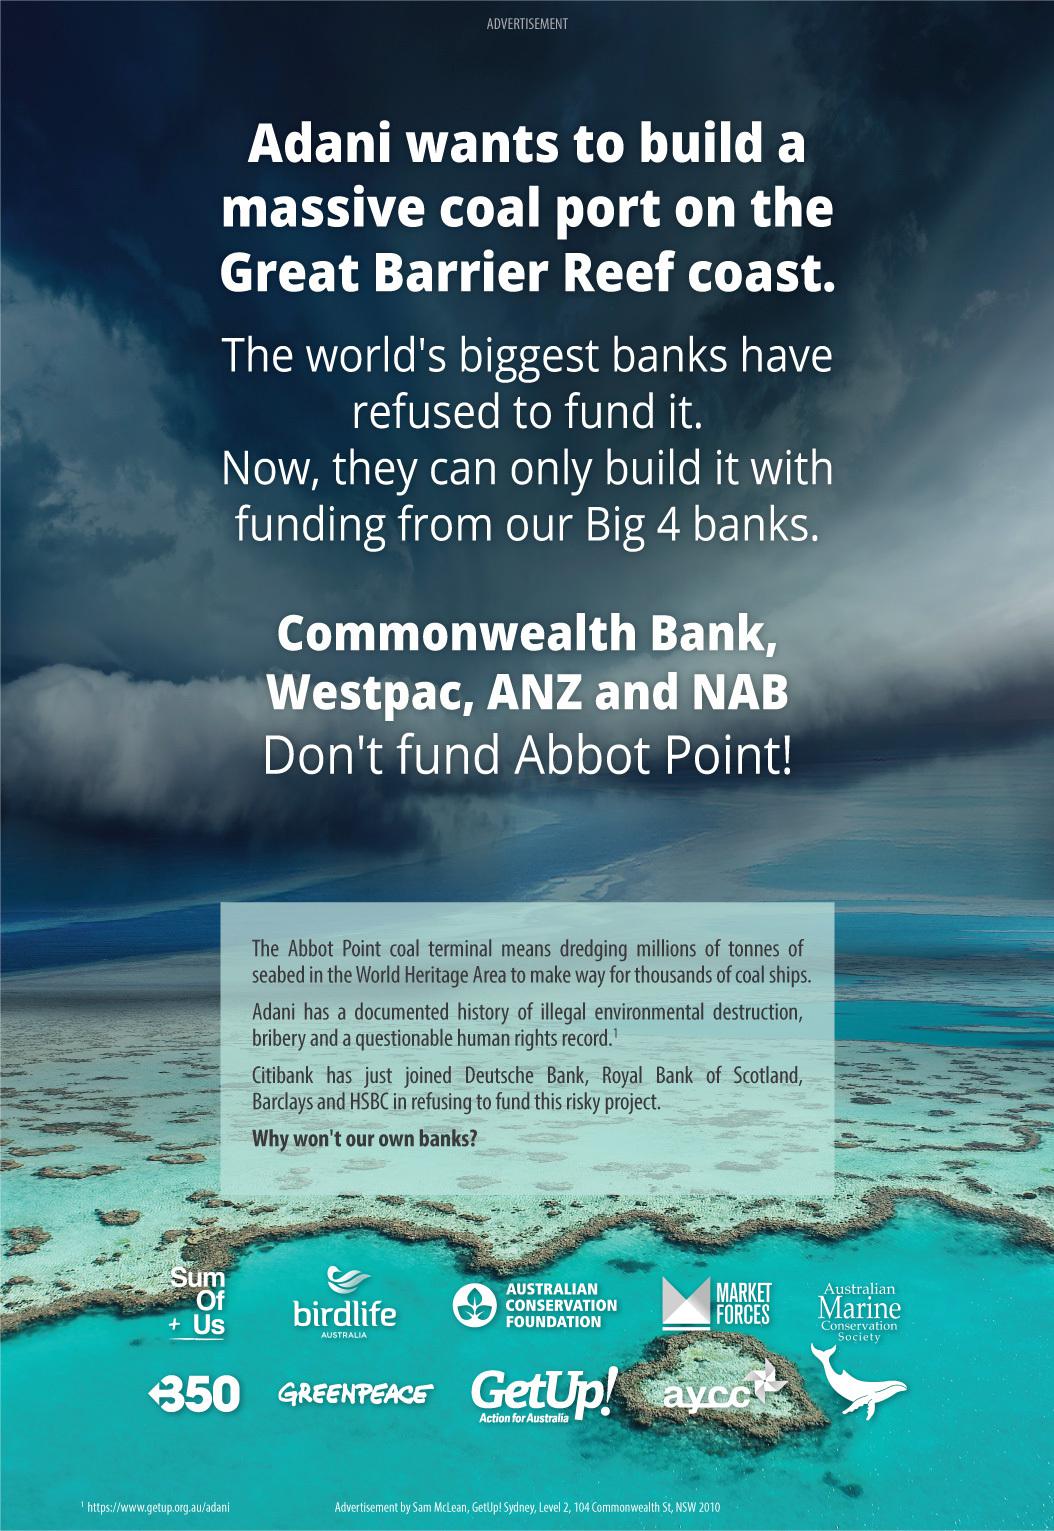 ADVERTISEMENT
Adani wants to build a
massive coal port on the
Great Barrier Reef coast.
The world's biggest banks have
refused to fund it.
Now, they can only build it with
funding from our Big 4 banks.
Commonwealth Bank,
Westpac, ANZ and NAB
Don't fund Abbot Point!
The Abbot Point coal terminal means dredging millions of tonnes of
seabed in the World Heritage Area to make way for thousands of coal ships.
Adani has a documented history of illegal environmental destruction,
bribery and a questionable human rights record.¹
Citibank has just joined Deutsche Bank, Royal Bank of Scotland,
Barclays and HSBC in refusing to fund this risky project.
Why won't our own banks?
Sum
Of
+ Us
birdlife
AUSTRALIA
AUSTRALIAN
CONSERVATION
FOUNDATION
MARKET
FORCES
Australian
Marine
Conservation
Society
350
GREENPEACE
GetUp!
Action for Australia
aycc
¹ https://www.getup.org.au/adani
Advertisement by Sam McLean, GetUp! Sydney, Level 2, 104 Commonwealth St, NSW 2010